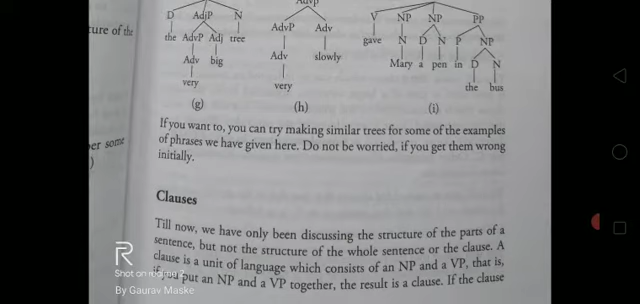 AdvP
D AdjP N
AdvP Adv
V NP NP PP
ture of the
the AdvP Adj tree
gave N D N P NP
Adv big
Adv slowly
Mary a pen in D N
very
very
the bus
(g) (h) (i)
If you want to, you can try making similar trees for some of the examples
of phrases we have given here. Do not be worried, if you get them wrong
initially.
per some
)
Clauses
Till now, we have only been discussing the structure of the parts of a
sentence, but not the structure of the whole sentence or the clause. A
clause is a unit of language which consists of an NP and a VP, that is,
if you put an NP and a VP together, the result is a clause. If the clause
R
Shot on realme 2
By Gaurav Maske